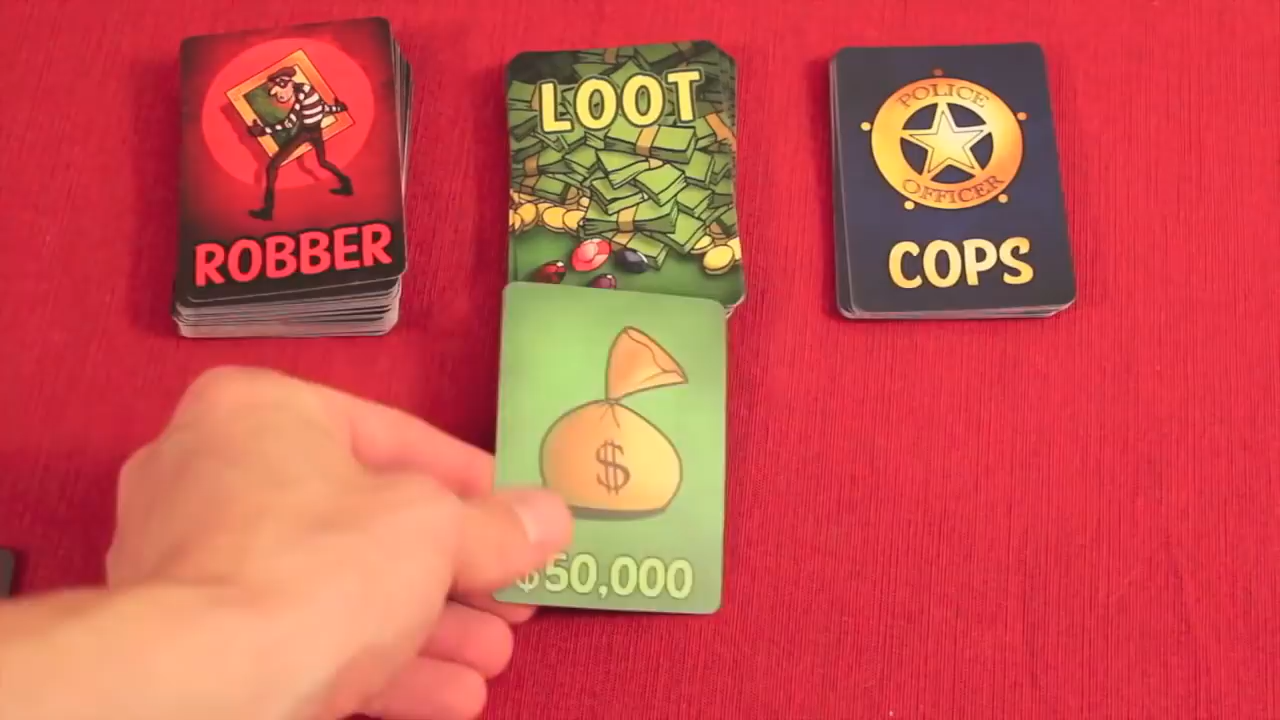 ROBBER
LOOT
POLICE
OFFICER
COPS
$
$50,000